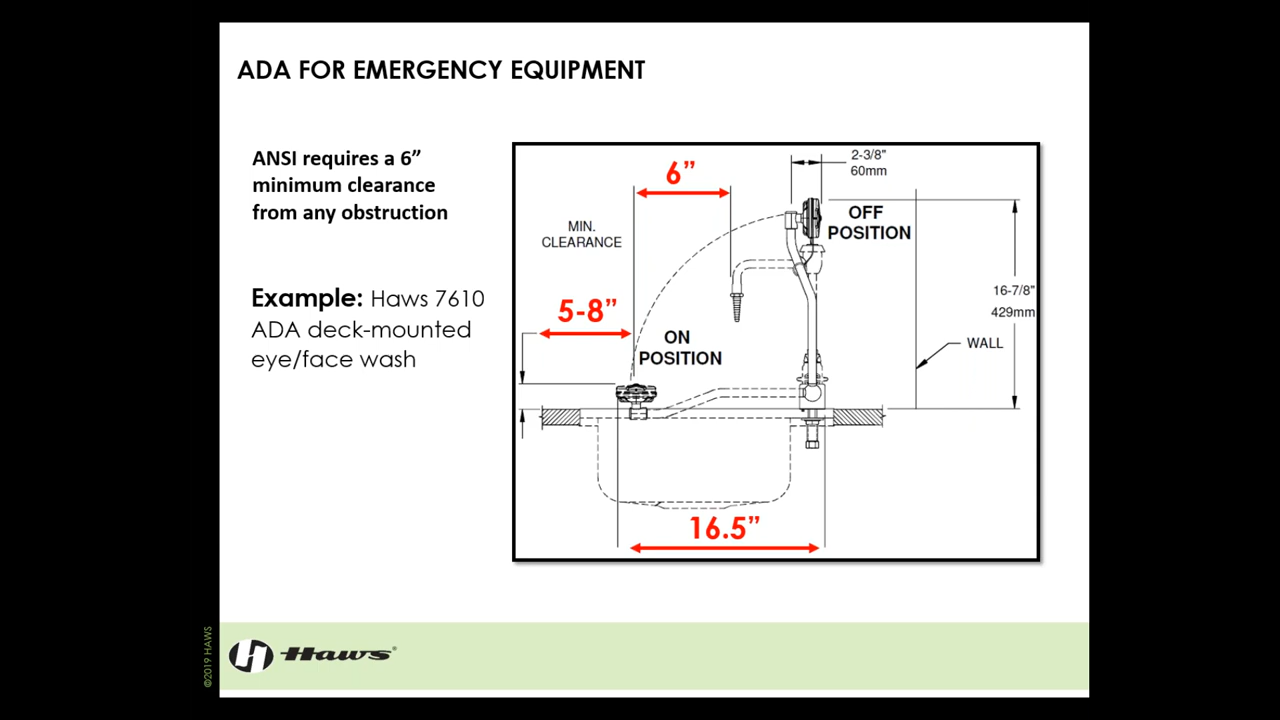 ADA FOR EMERGENCY EQUIPMENT
ANSI requires a 6”
minimum clearance
from any obstruction
Example: Haws 7610
ADA deck-mounted
eye/face wash
2-3/8"
60mm
6”
OFF
POSITION
MIN.
CLEARANCE
16-7/8"
429mm
5-8”
ON
POSITION
WALL
16.5”
©2019 HAWS
H Haws®